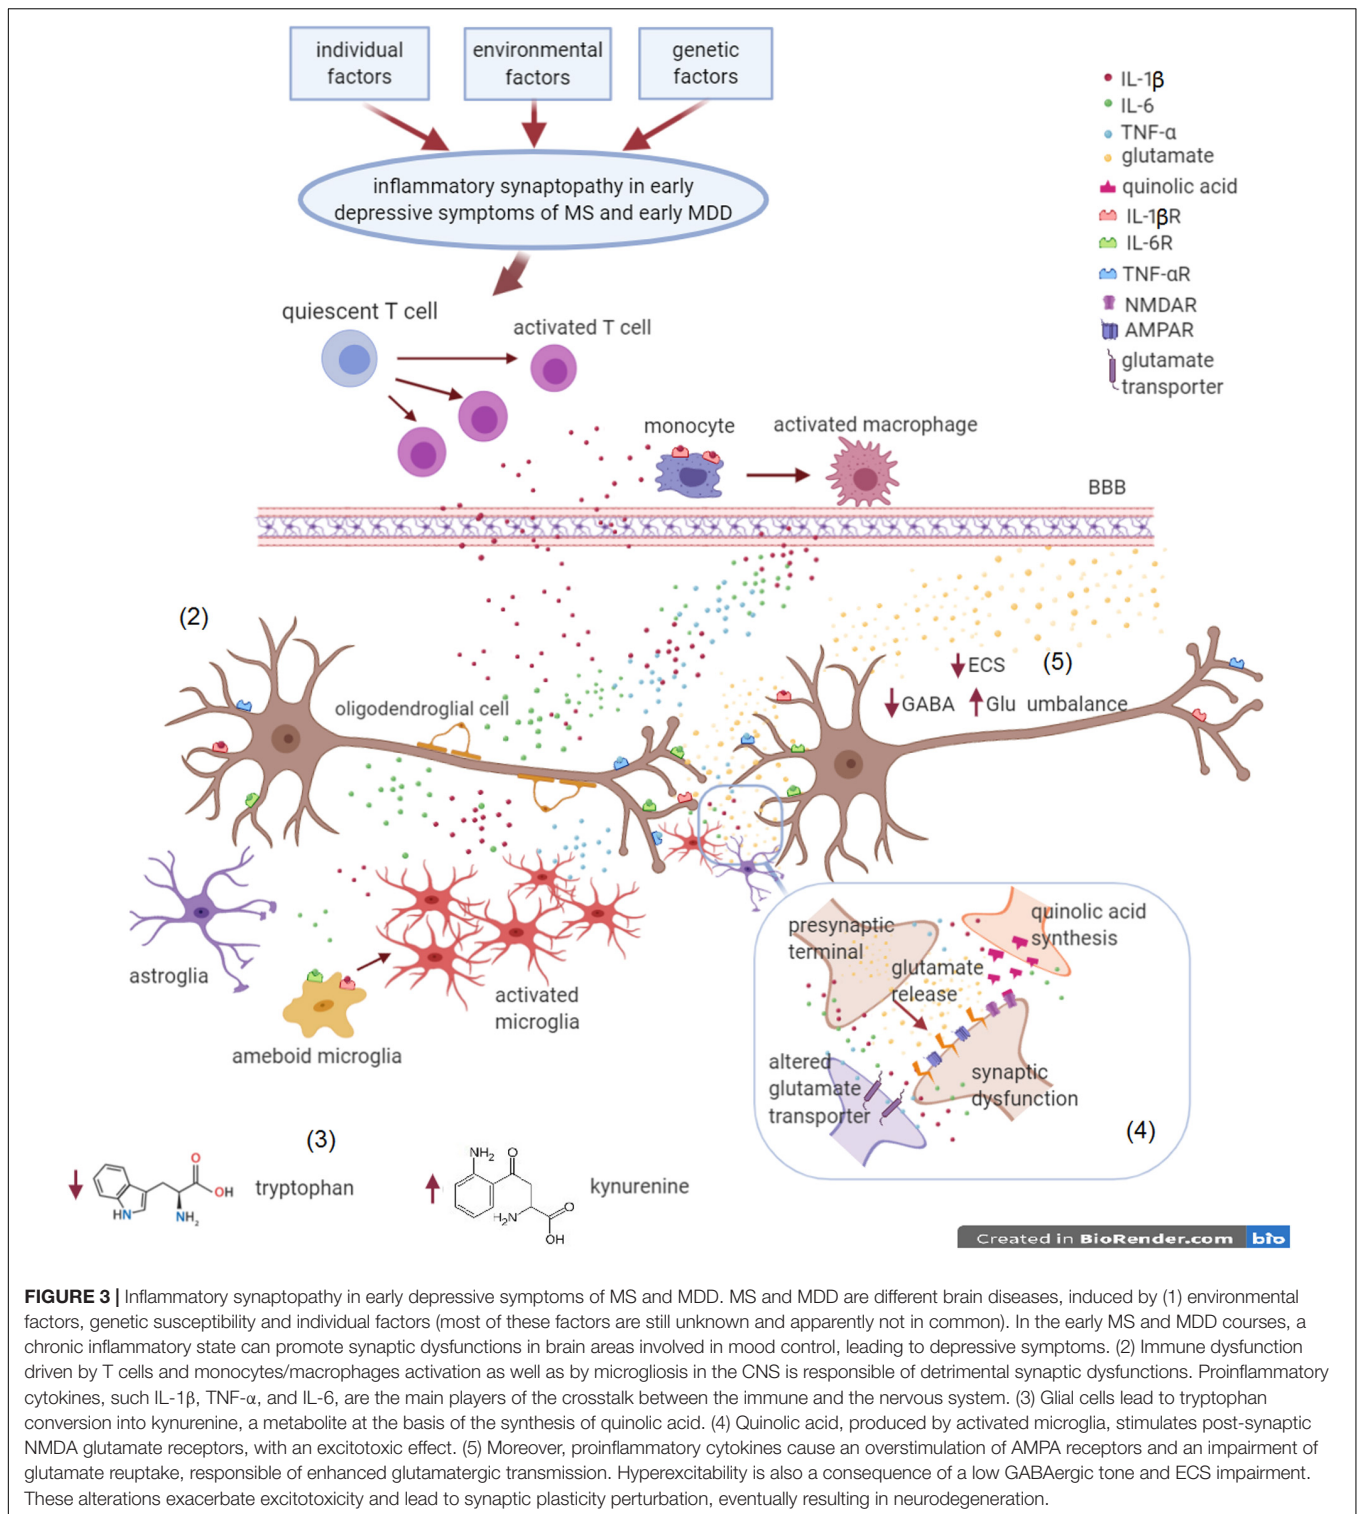 individual
factors
environmental
factors
genetic
factors
inflammatory synaptopathy in early
depressive symptoms of MS and early MDD
IL-1β
IL-6
TNF-α
glutamate
quinolic acid
IL-1βR
IL-6R
TNF-αR
NMDAR
AMPAR
glutamate
transporter
quiescent T cell
activated T cell
monocyte
activated macrophage
BBB
(2)
oligodendroglial cell
ECS
(5)
GABA
Glu umbalance
astroglia
ameboid microglia
activated
microglia
presynaptic
terminal
glutamate
release
quinolic acid
synthesis
altered
glutamate
transporter
synaptic
dysfunction
(4)
(3)
O
OH
HN
NH2
tryptophan
NH2
O
H2N
O
OH
kynurenine
Created in BioRender.com bio
FIGURE 3 | Inflammatory synaptopathy in early depressive symptoms of MS and MDD. MS and MDD are different brain diseases, induced by (1) environmental
factors, genetic susceptibility and individual factors (most of these factors are still unknown and apparently not in common). In the early MS and MDD courses, a
chronic inflammatory state can promote synaptic dysfunctions in brain areas involved in mood control, leading to depressive symptoms. (2) Immune dysfunction
driven by T cells and monocytes/macrophages activation as well as by microgliosis in the CNS is responsible of detrimental synaptic dysfunctions. Proinflammatory
cytokines, such IL-1β, TNF-α, and IL-6, are the main players of the crosstalk between the immune and the nervous system. (3) Glial cells lead to tryptophan
conversion into kynurenine, a metabolite at the basis of the synthesis of quinolic acid. (4) Quinolic acid, produced by activated microglia, stimulates post-synaptic
NMDA glutamate receptors, with an excitotoxic effect. (5) Moreover, proinflammatory cytokines cause an overstimulation of AMPA receptors and an impairment of
glutamate reuptake, responsible of enhanced glutamatergic transmission. Hyperexcitability is also a consequence of a low GABAergic tone and ECS impairment.
These alterations exacerbate excitotoxicity and lead to synaptic plasticity perturbation, eventually resulting in neurodegeneration.